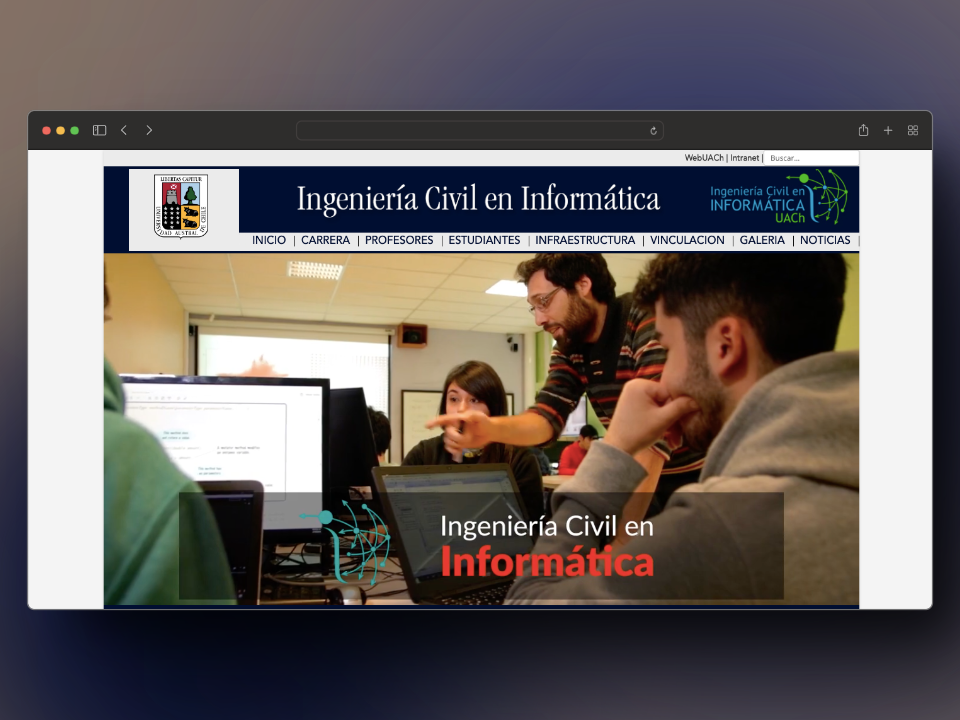 WebUACh | Intranet |
Buscar...
LIBERTAS CAPITUR
Ingeniería Civil en Informática
Ingeniería Civil en
INFORMÁTICA
UACh
INICIO | CARRERA | PROFESORES | ESTUDIANTES | INFRAESTRUCTURA | VINCULACION | GALERIA | NOTICIAS |
Ingeniería Civil en
Informática